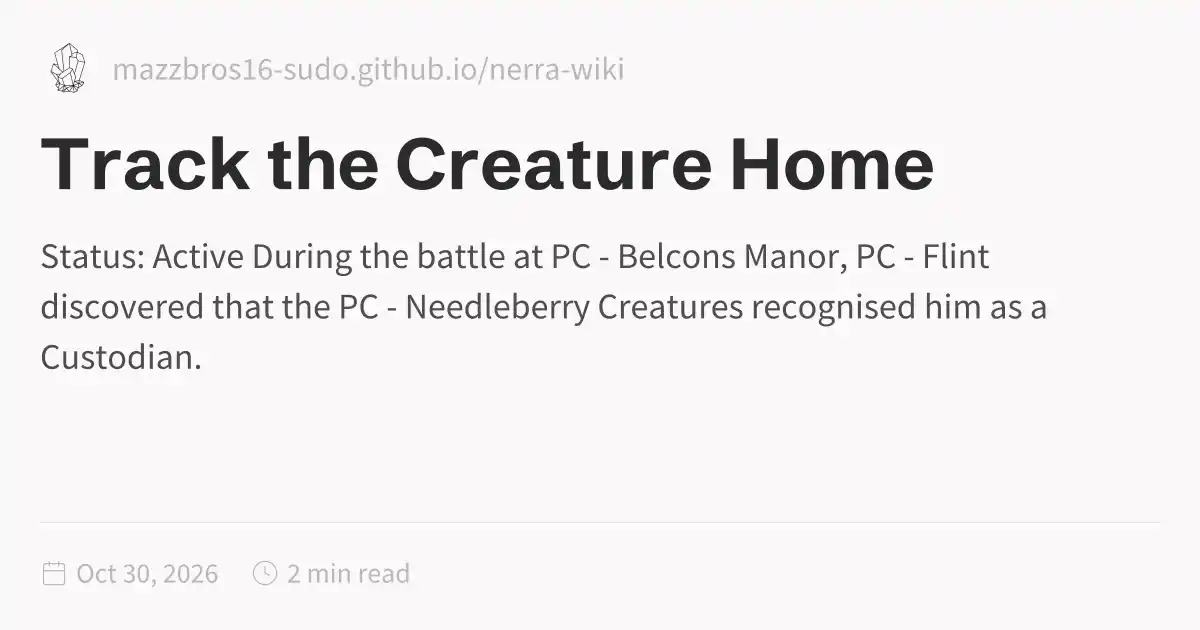 mazzbros16-sudo.github.io/nerra-wiki
Track the Creature Home
Status: Active During the battle at PC - Belcons Manor, PC - Flint
discovered that the PC - Needleberry Creatures recognised him as a
Custodian.
Oct 30, 2026 2 min read